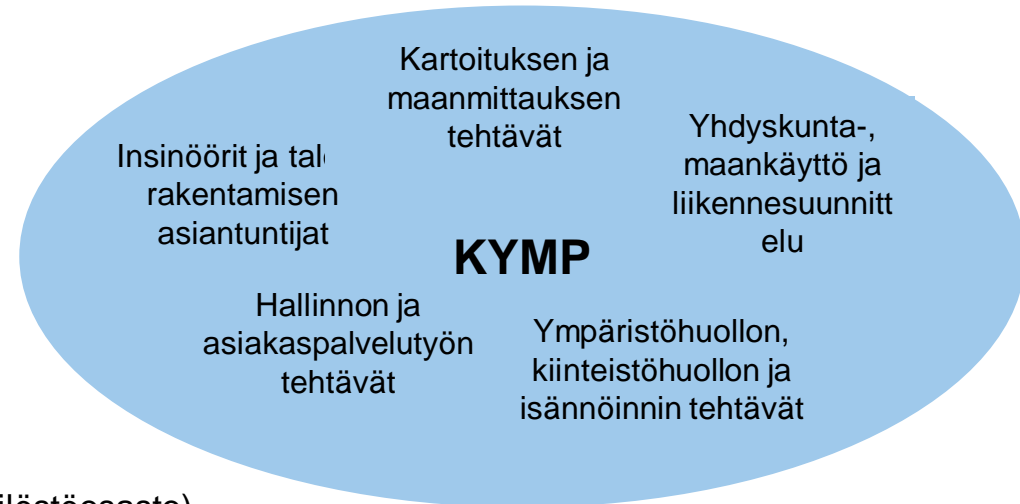 Kartoituksen ja
maanmittauksen
tehtävät
Yhdyskunta-,
maankäyttö ja
liikennesuunnitt
elu
Insinöörit ja
rakentamisen
asiantuntijat
KYMP
Hallinnon ja
asiakaspalvelutyön
tehtävät
Ympäristöhuollon,
kiinteistöhuollon ja
isännöinnin tehtävät